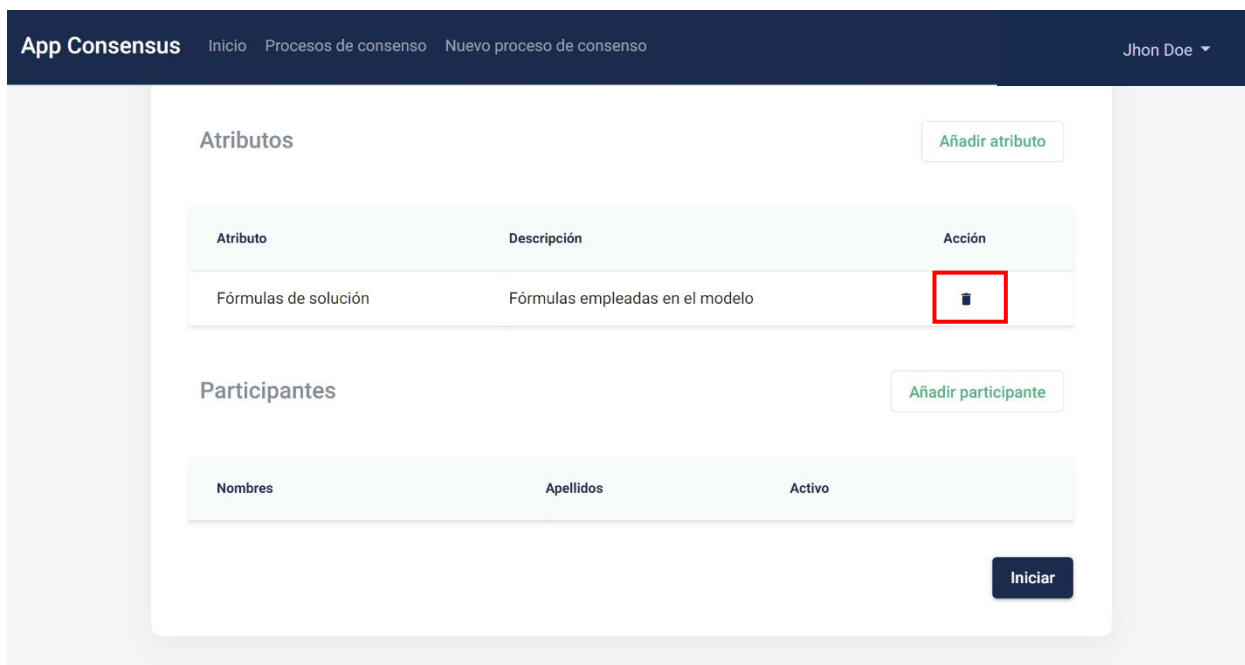 App Consensus Inicio Procesos de consenso Nuevo proceso de consenso Jhon Doe
Atributos Añadir atributo
Atributo Descripción Acción
Fórmulas de solución Fórmulas empleadas en el modelo
Participantes Añadir participante
Nombres Apellidos Activo
Iniciar